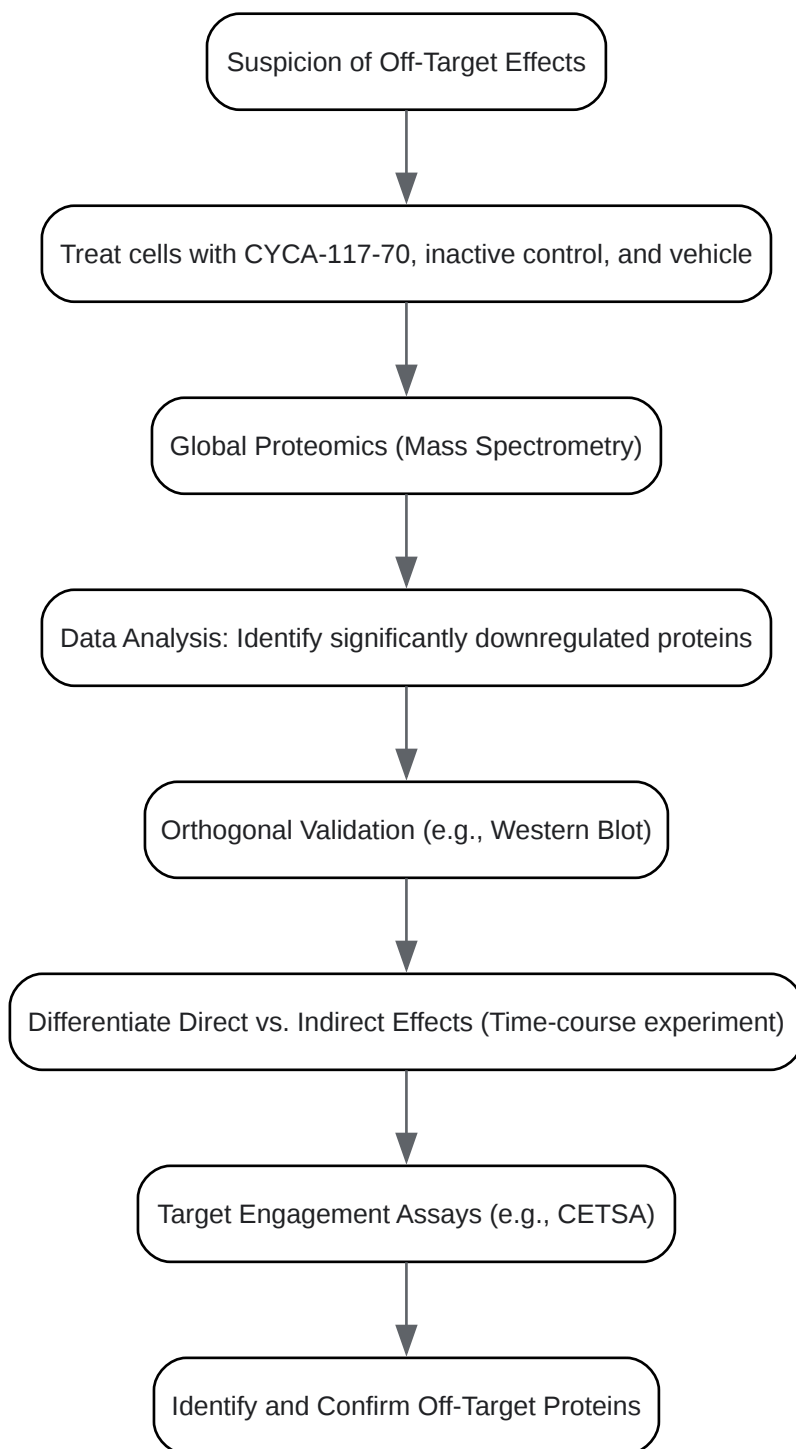 Suspicion of Off-Target Effects
Treat cells with CYCA-117-70, inactive control, and vehicle
Global Proteomics (Mass Spectrometry)
Data Analysis: Identify significantly downregulated proteins
Orthogonal Validation (e.g., Western Blot)
Differentiate Direct vs. Indirect Effects (Time-course experiment)
Target Engagement Assays (e.g., CETSA)
Identify and Confirm Off-Target Proteins